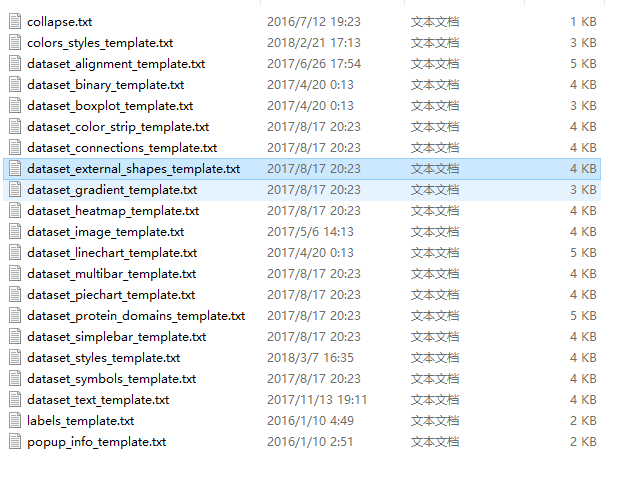 collapse.txt 2016/7/12 19:23 文本文档 1 KB
colors_styles_template.txt 2018/2/21 17:13 文本文档 3 KB
dataset_alignment_template.txt 2017/6/26 17:54 文本文档 5 KB
dataset_binary_template.txt 2017/4/20 0:13 文本文档 4 KB
dataset_boxplot_template.txt 2017/4/20 0:13 文本文档 3 KB
dataset_color_strip_template.txt 2017/8/17 20:23 文本文档 4 KB
dataset_connections_template.txt 2017/8/17 20:23 文本文档 4 KB
dataset_external_shapes_template.txt 2017/8/17 20:23 文本文档 4 KB
dataset_gradient_template.txt 2017/8/17 20:23 文本文档 3 KB
dataset_heatmap_template.txt 2017/8/17 20:23 文本文档 4 KB
dataset_image_template.txt 2017/5/6 14:13 文本文档 4 KB
dataset_linechart_template.txt 2017/4/20 0:13 文本文档 5 KB
dataset_multibar_template.txt 2017/8/17 20:23 文本文档 4 KB
dataset_piechart_template.txt 2017/8/17 20:23 文本文档 4 KB
dataset_protein_domains_template.txt 2017/8/17 20:23 文本文档 5 KB
dataset_simplebar_template.txt 2017/8/17 20:23 文本文档 4 KB
dataset_styles_template.txt 2018/3/7 16:35 文本文档 4 KB
dataset_symbols_template.txt 2017/8/17 20:23 文本文档 4 KB
dataset_text_template.txt 2017/11/13 19:11 文本文档 4 KB
labels_template.txt 2016/1/10 4:49 文本文档 2 KB
popup_info_template.txt 2016/1/10 2:51 文本文档 2 KB